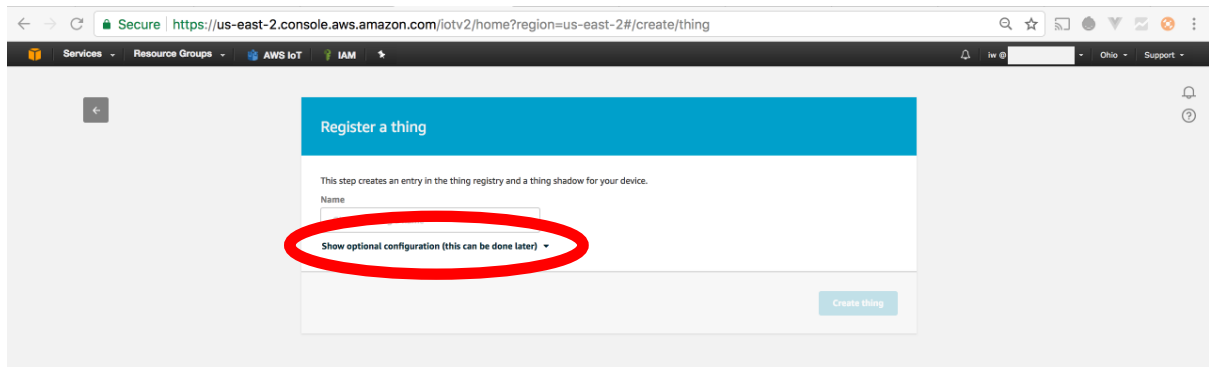 Secure https://us-east-2.console.aws.amazon.com/iotv2/home?region=us-east-2#/create/thing
Services Resource Groups AWS IoT IAM iw @ Ohio Support
Register a thing
This step creates an entry in the thing registry and a thing shadow for your device.
Name
Show optional configuration (this can be done later)
Create thing